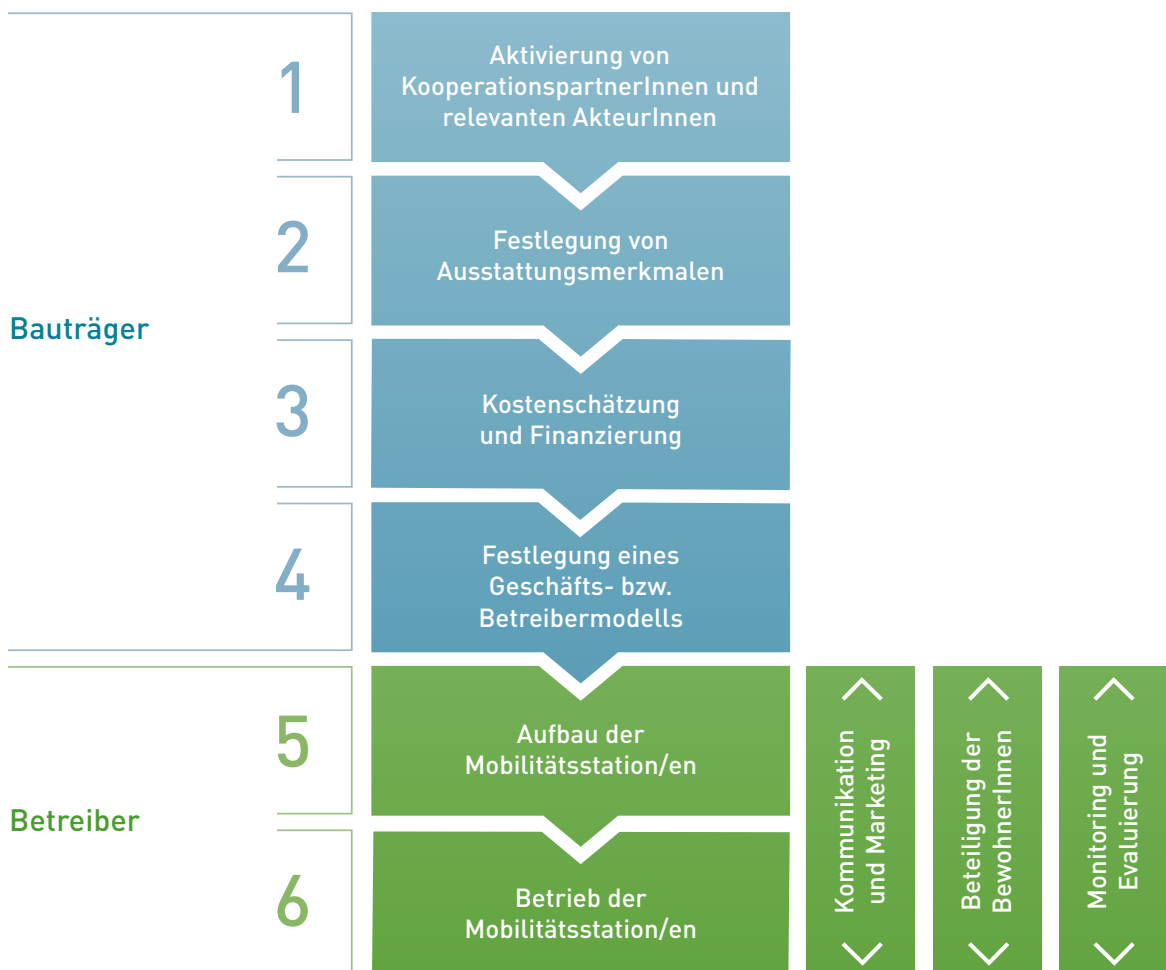 1
Aktivierung von
KooperationspartnerInnen und
relevanten AkteurInnen
2
Festlegung von
Ausstattungsmerkmalen
Bauträger
3
Kostenschätzung
und Finanzierung
4
Festlegung eines
Geschäfts- bzw.
Betreibermodells
5
Aufbau der
Mobilitätsstation/en
Betreiber
6
Betrieb der
Mobilitätsstation/en
Kommunikation
und Marketing
Beteiligung der
BewohnerInnen
Monitoring und
Evaluierung